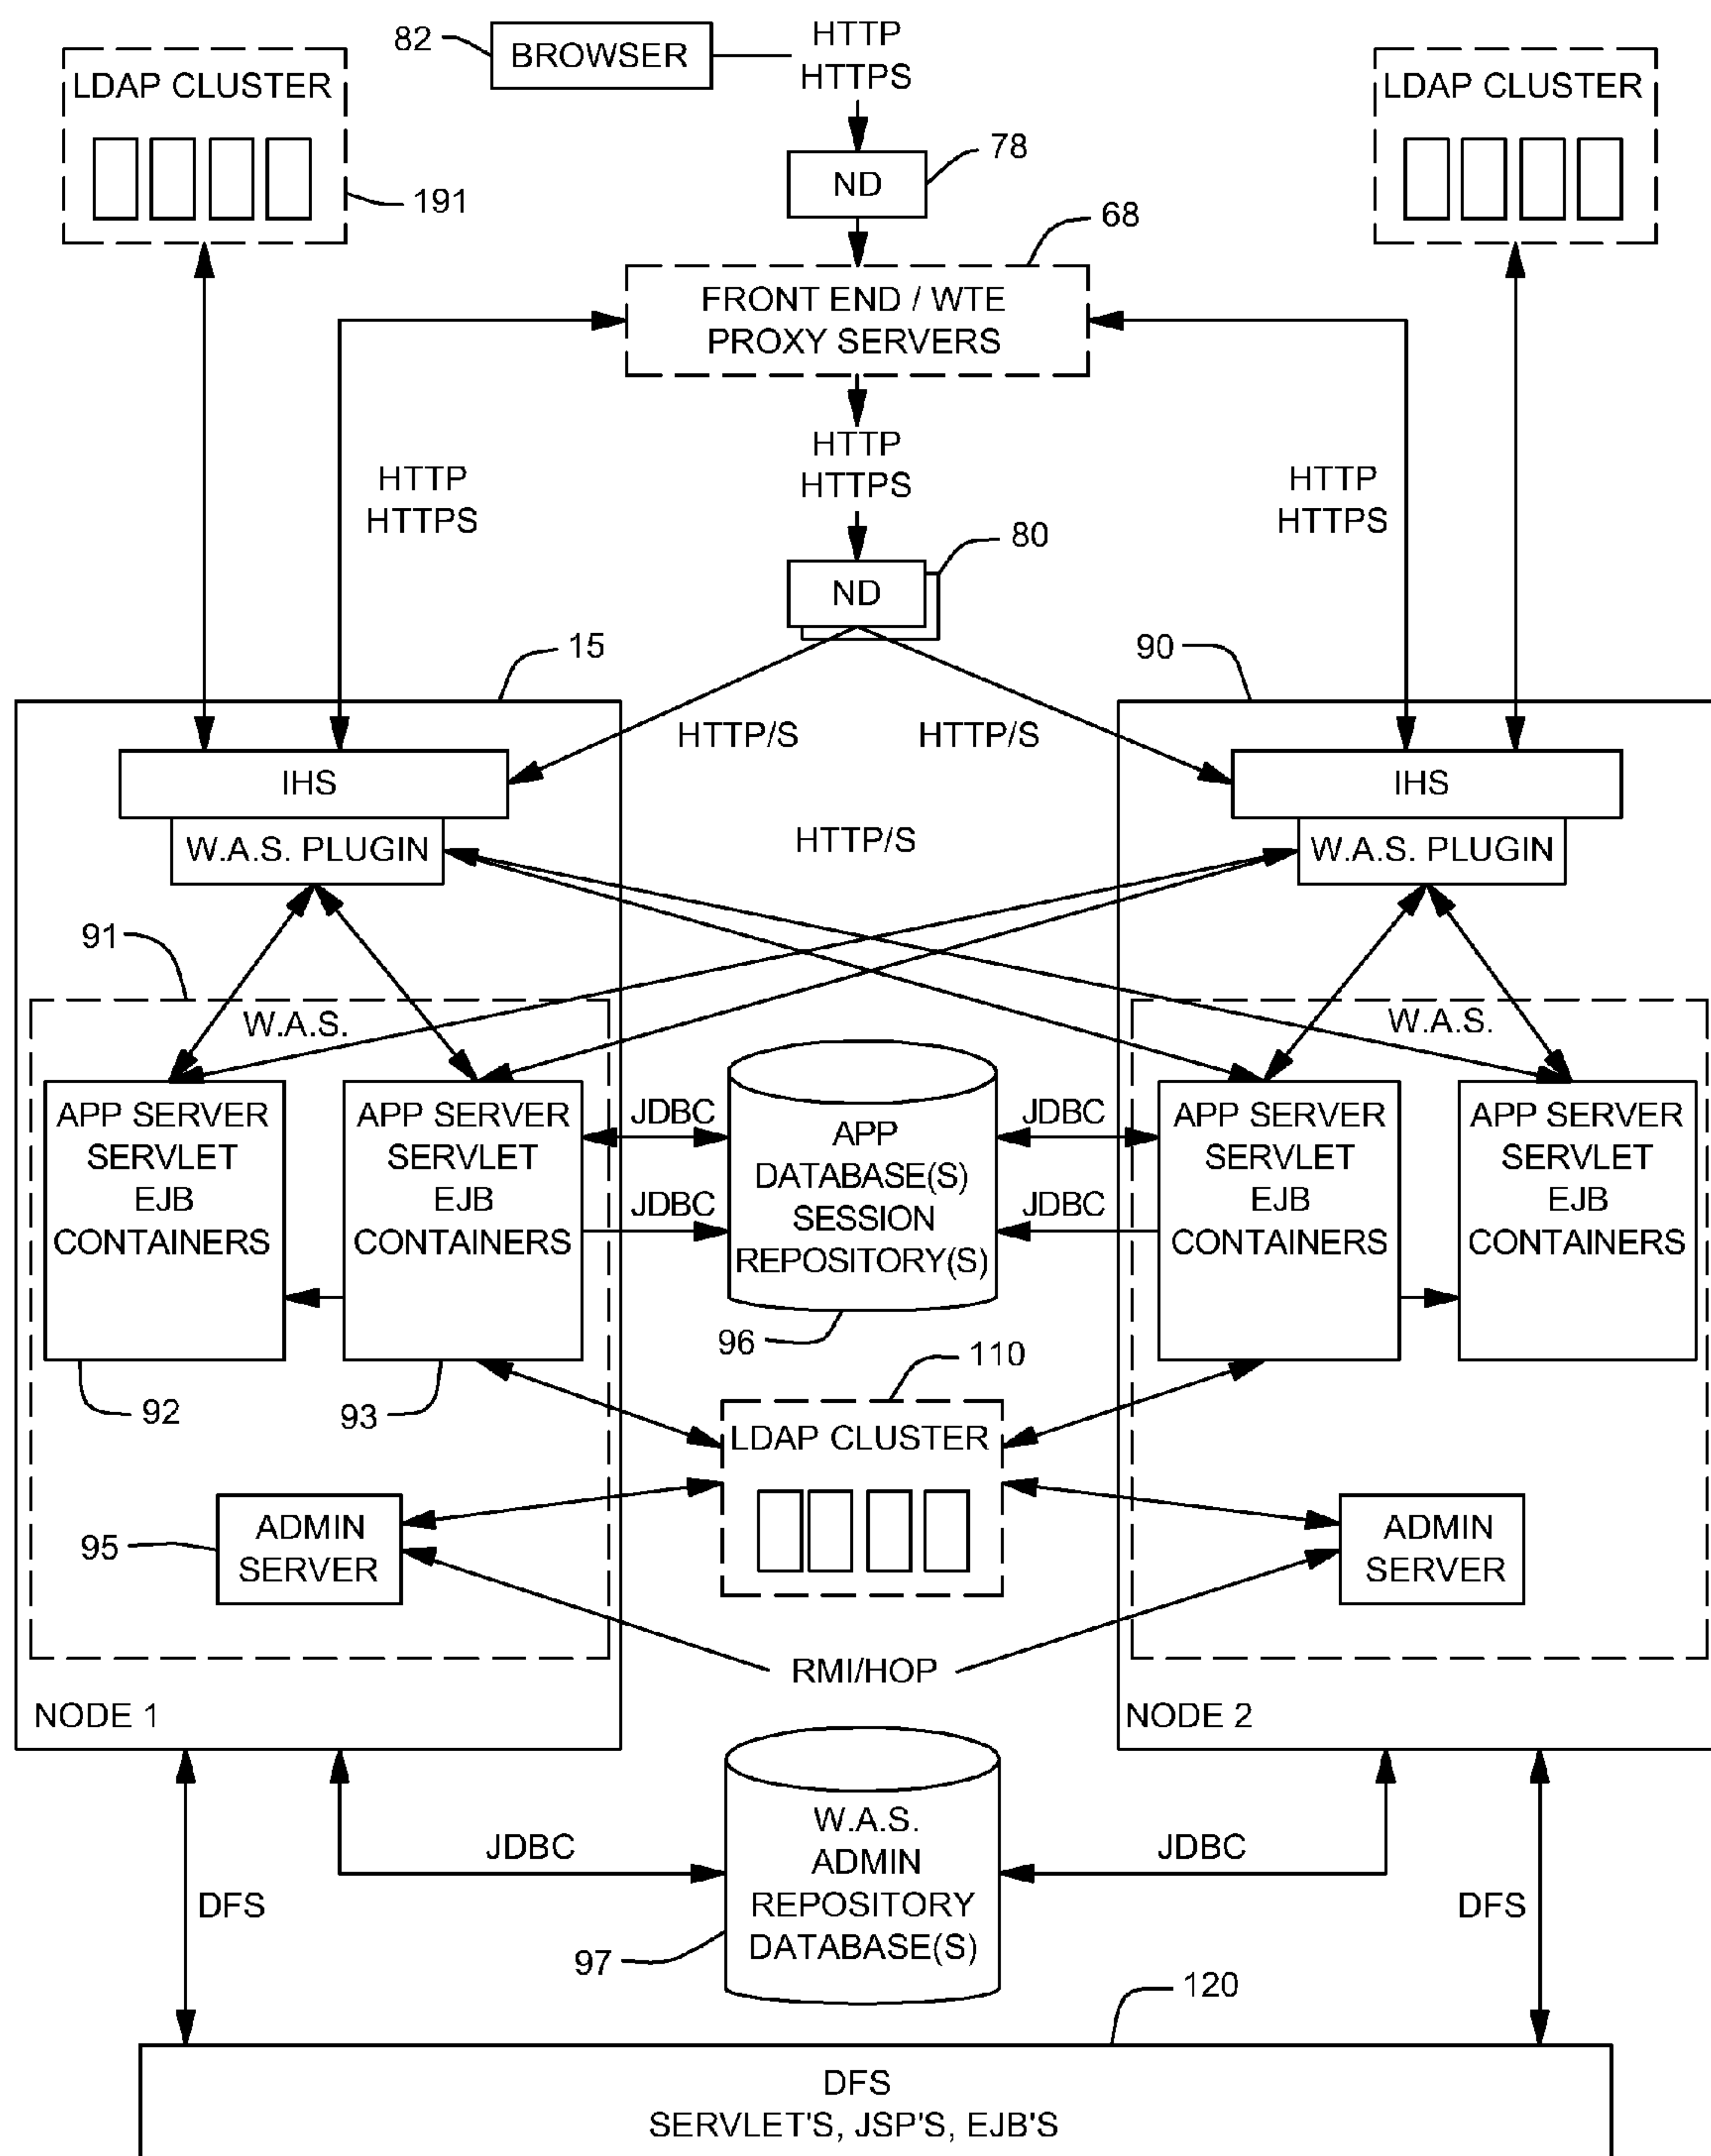 82
BROWSER
HTTP
HTTPS
LDAP CLUSTER
191
LDAP CLUSTER
ND
78
68
FRONT END / WTE
PROXY SERVERS
HTTP
HTTPS
HTTP
HTTPS
HTTP
HTTPS
ND
80
15
90
HTTP/S
HTTP/S
IHS
W.A.S. PLUGIN
HTTP/S
IHS
W.A.S. PLUGIN
91
W.A.S.
W.A.S.
APP SERVER
SERVLET
EJB
CONTAINERS
APP SERVER
SERVLET
EJB
CONTAINERS
JDBC
JDBC
APP
DATABASE(S)
SESSION
REPOSITORY(S)
JDBC
JDBC
APP SERVER
SERVLET
EJB
CONTAINERS
APP SERVER
SERVLET
EJB
CONTAINERS
92
93
96
110
LDAP CLUSTER
95
ADMIN
SERVER
ADMIN
SERVER
RMI/HOP
NODE 1
NODE 2
JDBC
W.A.S.
ADMIN
REPOSITORY
DATABASE(S)
JDBC
DFS
DFS
97
120
DFS
SERVLET'S, JSP'S, EJB'S